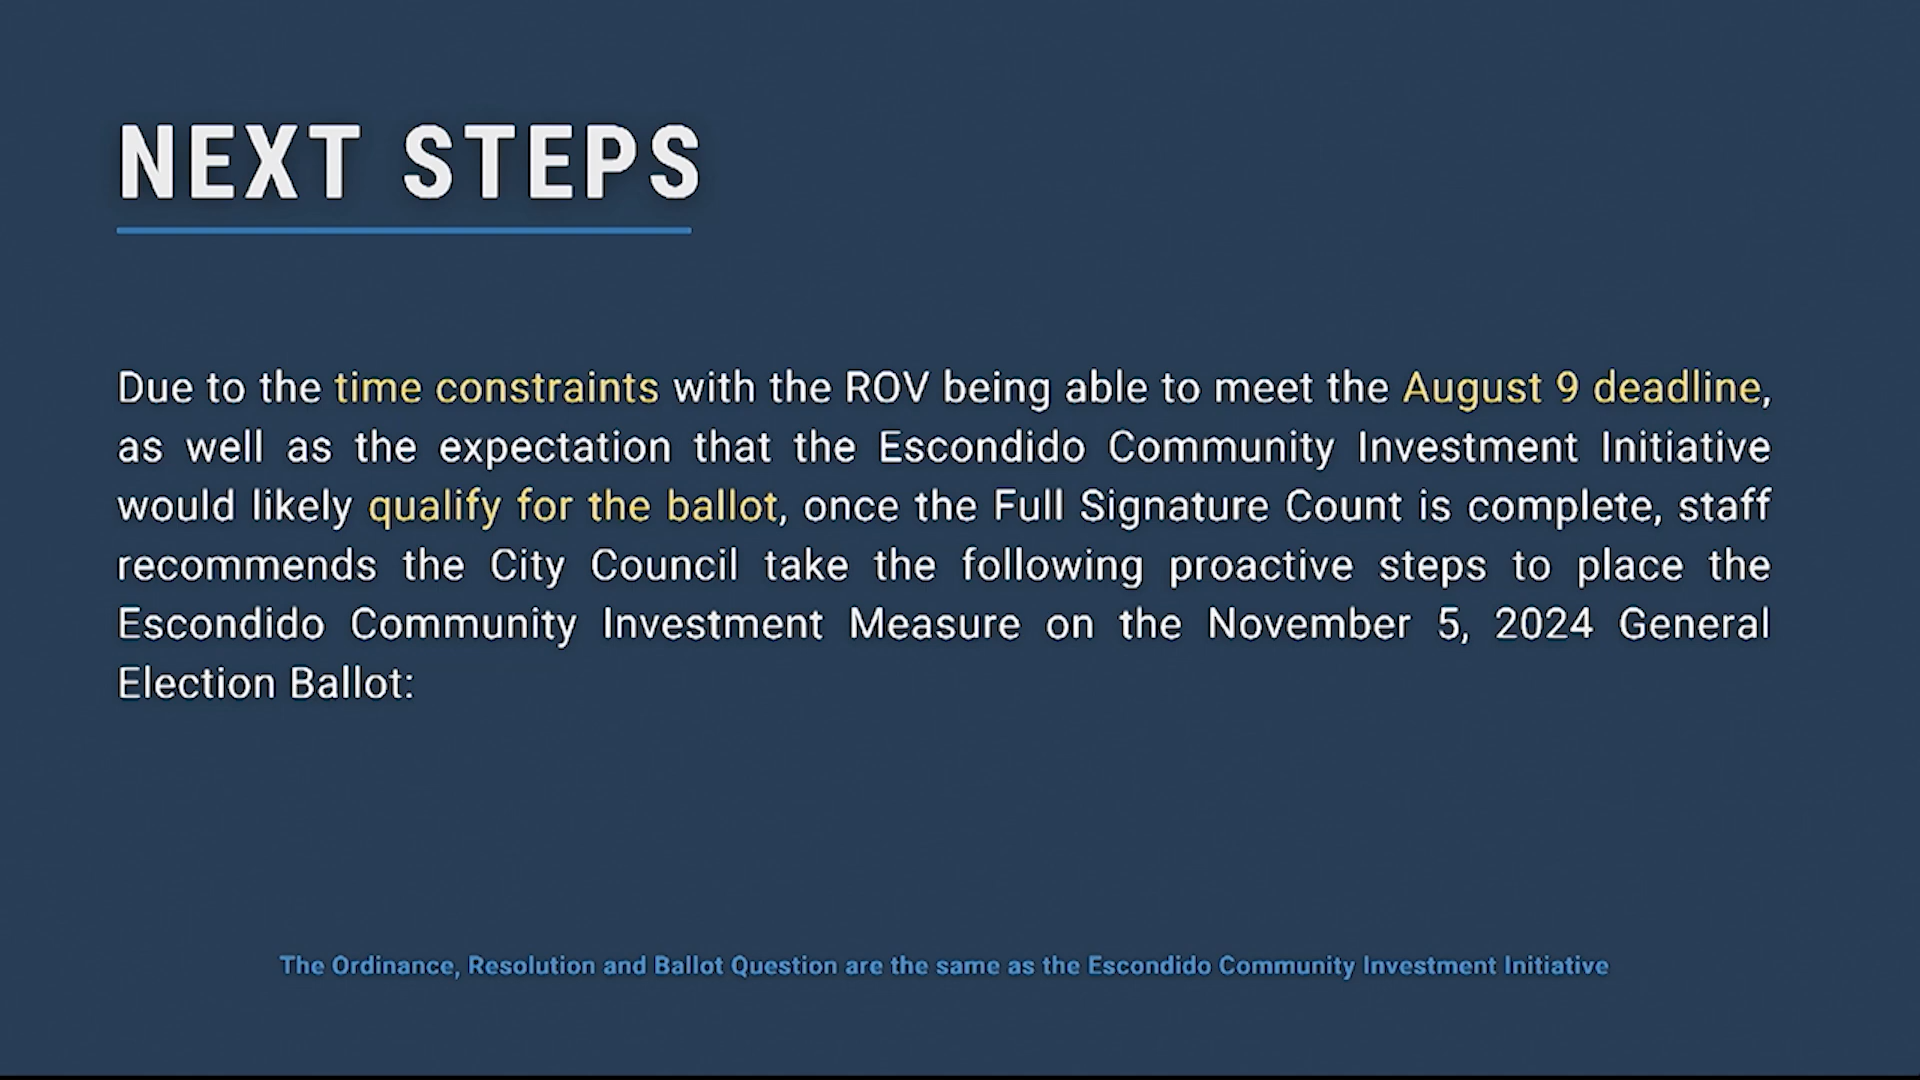 NEXT STEPS
Due to the time constraints with the ROV being able to meet the August 9 deadline,
as well as the expectation that the Escondido Community Investment Initiative
would likely qualify for the ballot, once the Full Signature Count is complete, staff
recommends the City Council take the following proactive steps to place the
Escondido Community Investment Measure on the November 5, 2024 General
Election Ballot:
The Ordinance, Resolution and Ballot Question are the same as the Escondido Community Investment Initiative